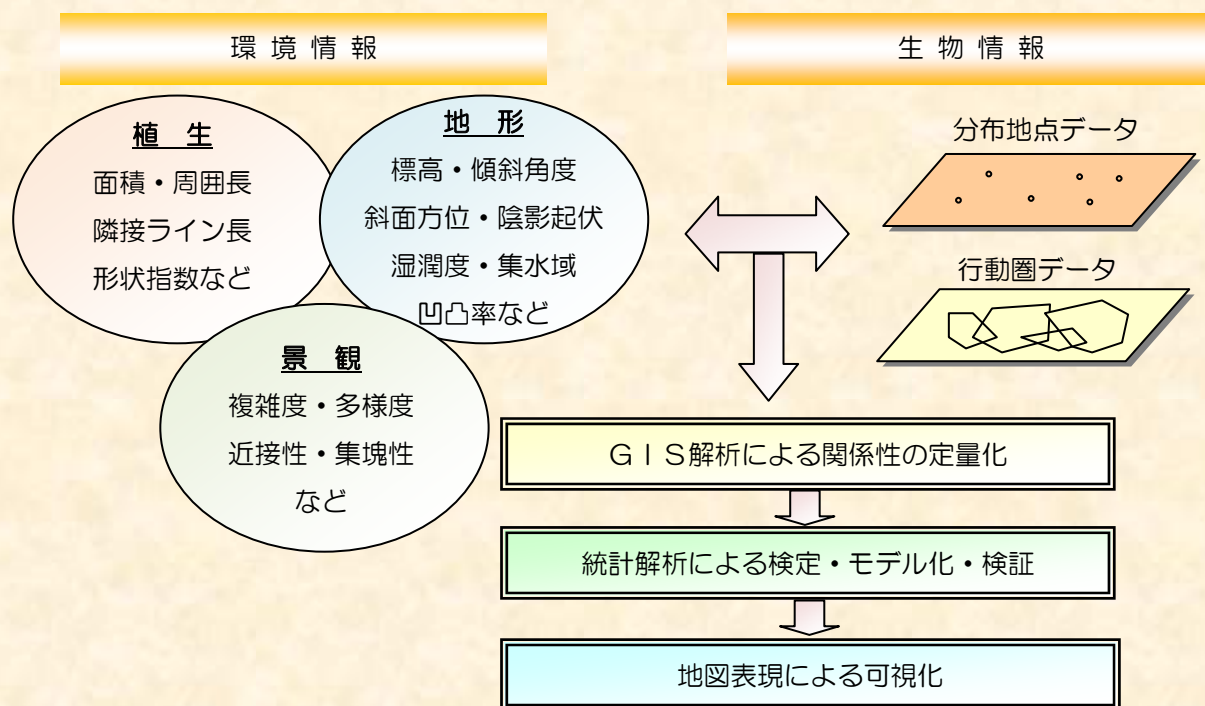 環境情報
生物情報
植生
面積・周囲長
隣接ライン長
形状指数など
地形
標高・傾斜角度
斜面方位・陰影起伏
湿潤度・集水域
凹凸率など
景観
複雑度・多様度
近接性・集塊性
など
分布地点データ
行動圏データ
GIS解析による関係性の定量化
統計解析による検定・モデル化・検証
地図表現による可視化